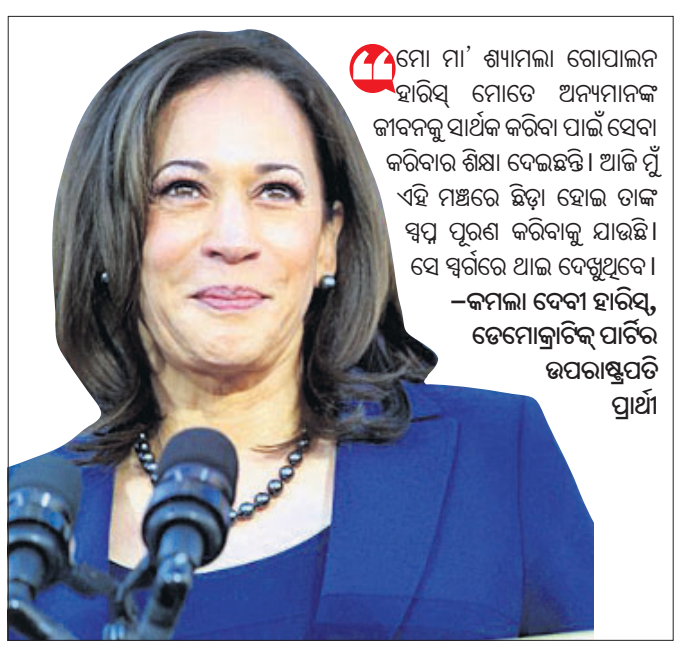 ମୋ ମା’ ଶ୍ୟାମଳା ଗୋପାଳନ
ହାରିସ୍ ମୋତେ ଅନ୍ୟମାନଙ୍କ
ଜୀବନକୁ ସାର୍ଥକ କରିବା ପାଇଁ ସେବା
କରିବାର ଶିକ୍ଷା ଦେଇଛନ୍ତି। ଆଜି ମୁଁ
ଏହି ମଞ୍ଚରେ ଛିଡ଼ା ହୋଇ ତାଙ୍କ
ସ୍ୱପ୍ନ ପୂରଣ କରିବାକୁ ଯାଉଛି।
ସେ ସ୍ୱର୍ଗରେ ଥାଇ ଦେଖୁଥିବେ।
–କମଳା ଦେବୀ ହାରିସ୍,
ଡେମୋକ୍ରାଟିକ୍ ପାର୍ଟିର
ଉପରାଷ୍ଟ୍ରପତି
ପ୍ରାର୍ଥୀ